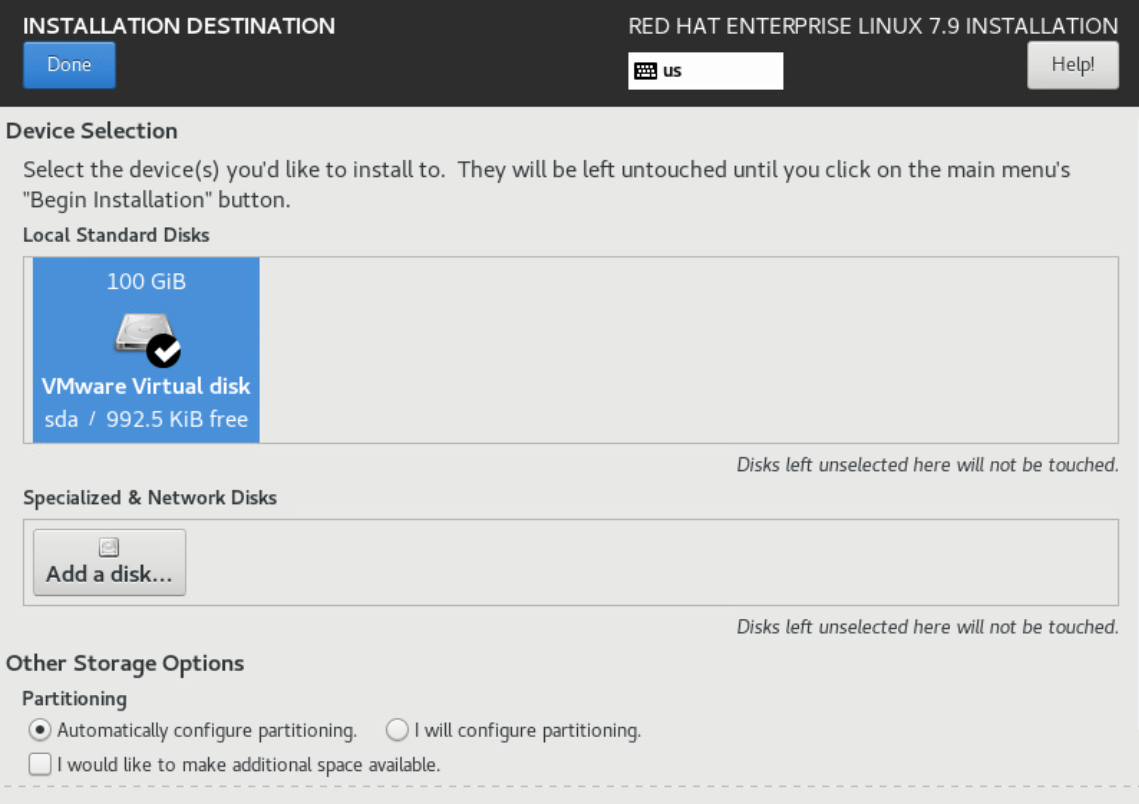 INSTALLATION DESTINATION
RED HAT ENTERPRISE LINUX 7.9 INSTALLATION
Done
us
Help!
Device Selection
Select the device(s) you'd like to install to.  They will be left untouched until you click on the main menu's
"Begin Installation" button.
Local Standard Disks
100 GiB
VMware Virtual disk
sda / 992.5 KiB free
Disks left unselected here will not be touched.
Specialized & Network Disks
Add a disk...
Disks left unselected here will not be touched.
Other Storage Options
Partitioning
Automatically configure partitioning.
I will configure partitioning.
I would like to make additional space available.